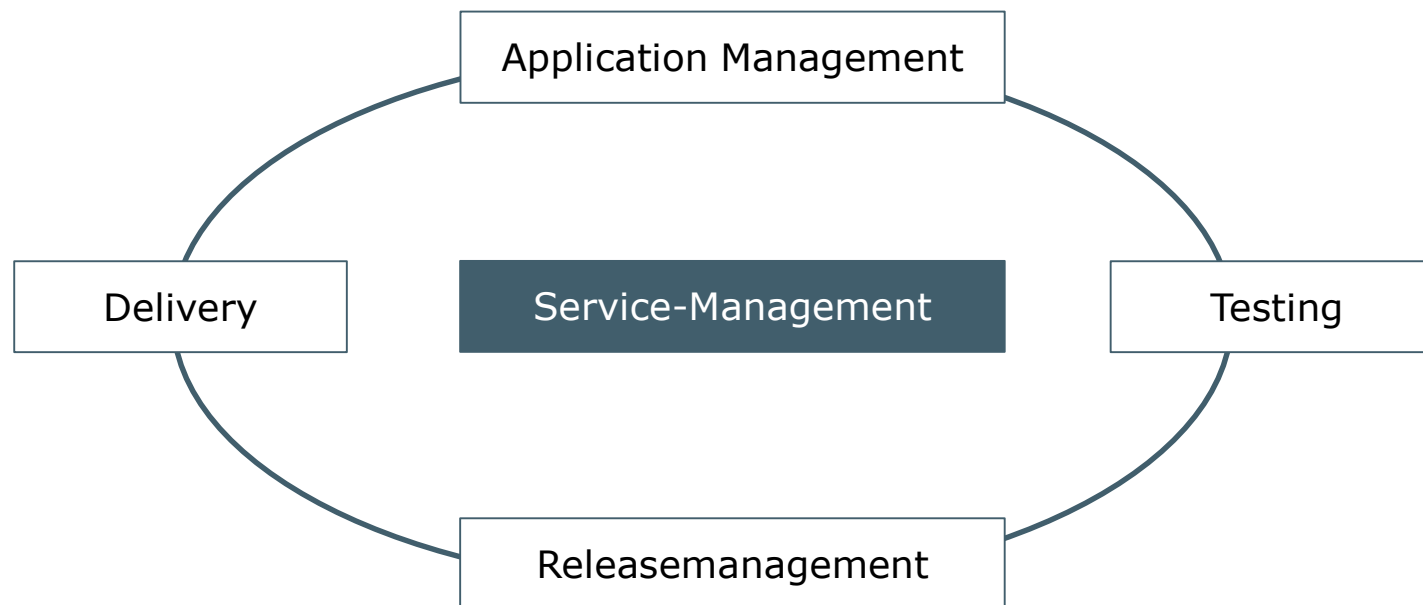 Application Management
Delivery
Service-Management
Testing
Releasemanagement